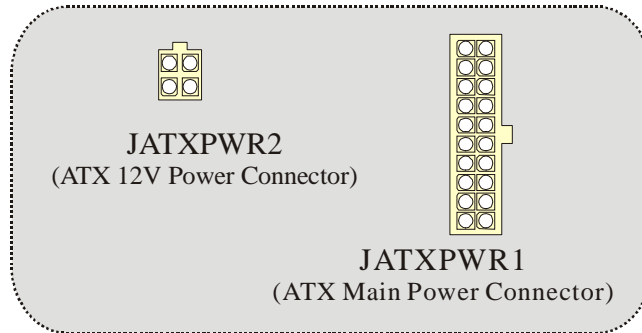 JATXPWR2
(ATX 12V Power Connector)
JATXPWR1
(ATX Main Power Connector)